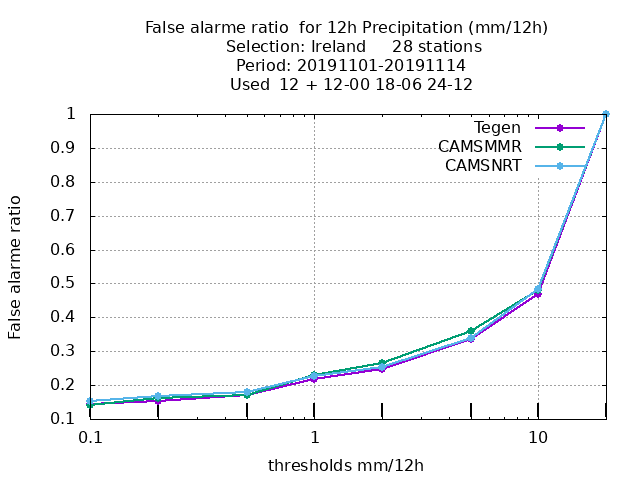 False alarme ratio  for 12h Precipitation (mm/12h)
Selection: Ireland     28 stations
Period: 20191101-20191114
Used  12 + 12-00 18-06 24-12
Tegen
CAMSMMR
CAMSNRT
1
0.9
0.8
0.7
0.6
0.5
0.4
0.3
0.2
0.1
False alarme ratio
0.1 1 10
thresholds mm/12h